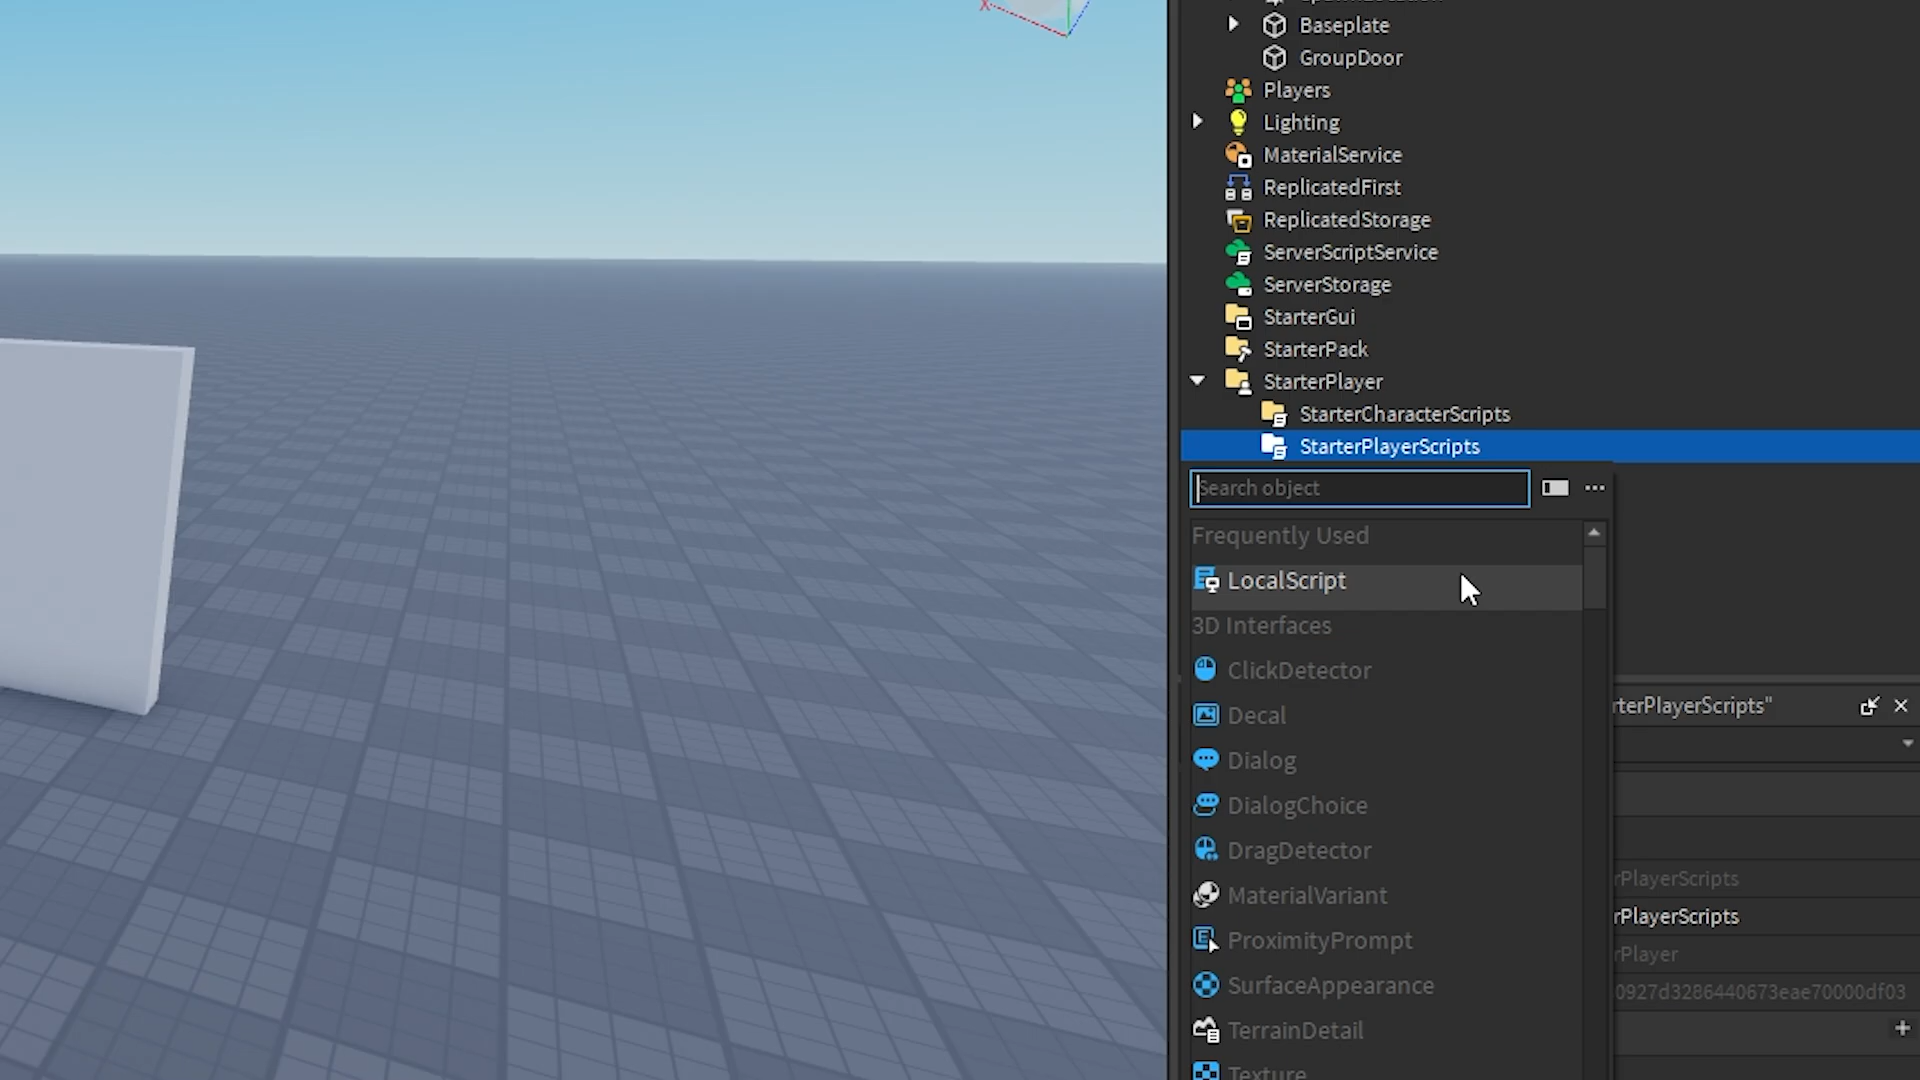 X
Baseplate
GroupDoor
Players
Lighting
MaterialService
ReplicatedFirst
ReplicatedStorage
ServerScriptService
ServerStorage
StarterGui
StarterPack
StarterPlayer
StarterCharacterScripts
StarterPlayerScripts
Search object
Frequently Used
LocalScript
3D Interfaces
ClickDetector
Decal
Dialog
DialogChoice
DragDetector
MaterialVariant
ProximityPrompt
SurfaceAppearance
TerrainDetail
Texture
rterPlayerScripts"
rPlayerScripts
rPlayerScripts
rPlayer
0927d3286440673eae70000df03